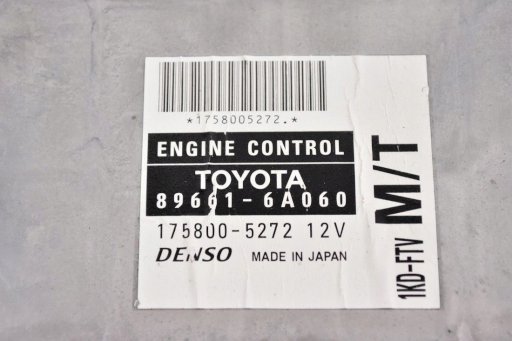 *1758005272.*
ENGINE CONTROL
TOYOTA
89661-6A060
175800-5272 12V
DENSO MADE IN JAPAN
M/T
1KD-FTV